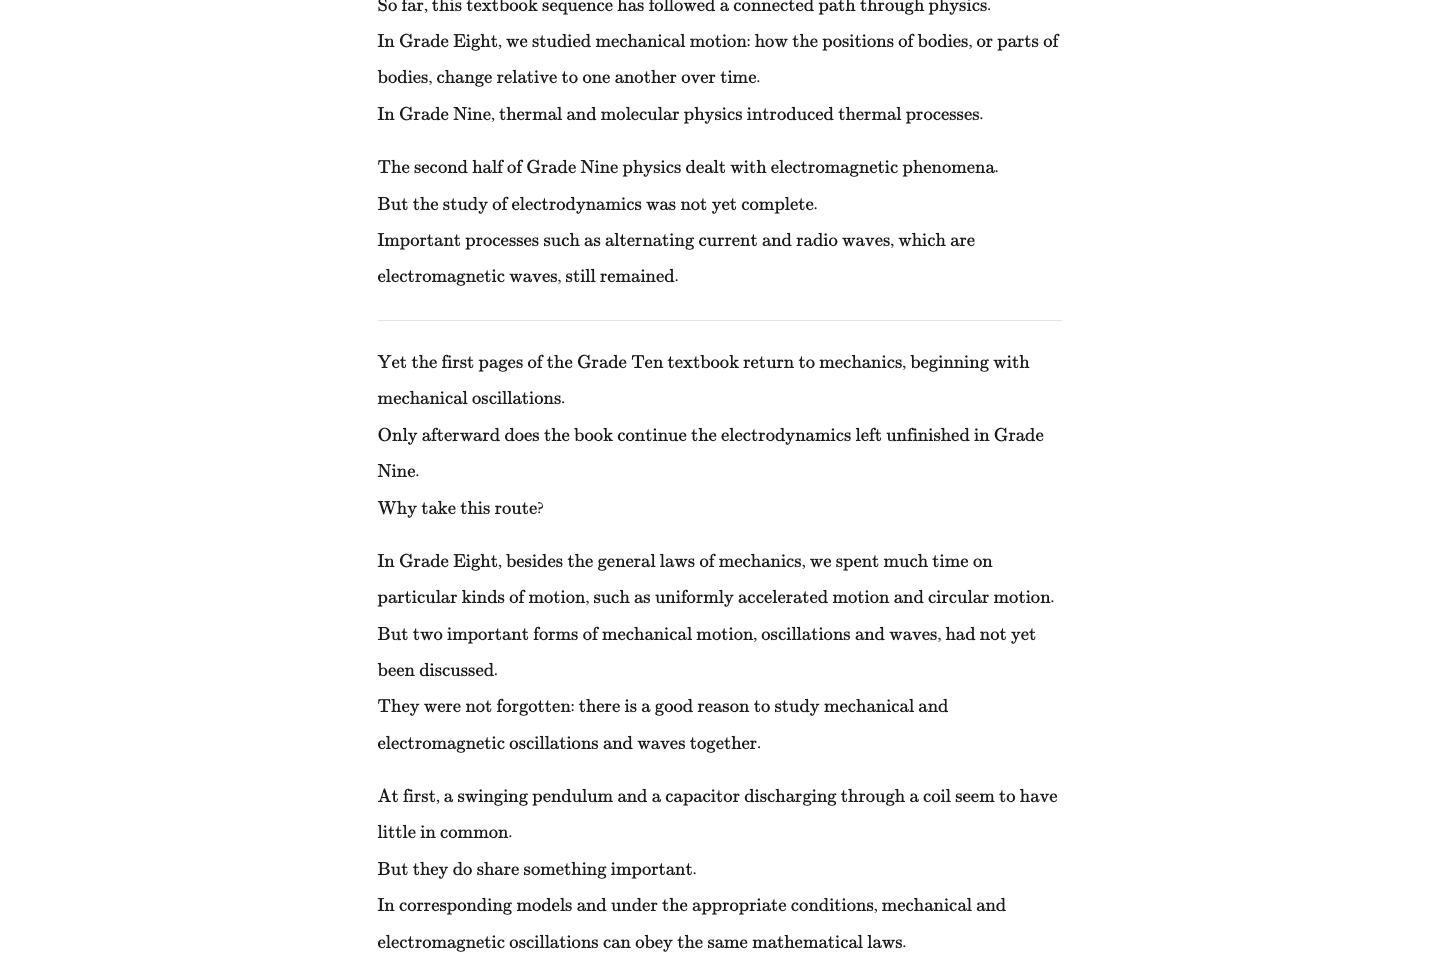 So far, this textbook sequence has followed a connected path through physics.
In Grade Eight, we studied mechanical motion: how the positions of bodies, or parts of
bodies, change relative to one another over time.
In Grade Nine, thermal and molecular physics introduced thermal processes.
The second half of Grade Nine physics dealt with electromagnetic phenomena.
But the study of electrodynamics was not yet complete.
Important processes such as alternating current and radio waves, which are
electromagnetic waves, still remained.
Yet the first pages of the Grade Ten textbook return to mechanics, beginning with
mechanical oscillations.
Only afterward does the book continue the electrodynamics left unfinished in Grade
Nine.
Why take this route?
In Grade Eight, besides the general laws of mechanics, we spent much time on
particular kinds of motion, such as uniformly accelerated motion and circular motion.
But two important forms of mechanical motion, oscillations and waves, had not yet
been discussed.
They were not forgotten: there is a good reason to study mechanical and
electromagnetic oscillations and waves together.
At first, a swinging pendulum and a capacitor discharging through a coil seem to have
little in common.
But they do share something important.
In corresponding models and under the appropriate conditions, mechanical and
electromagnetic oscillations can obey the same mathematical laws.